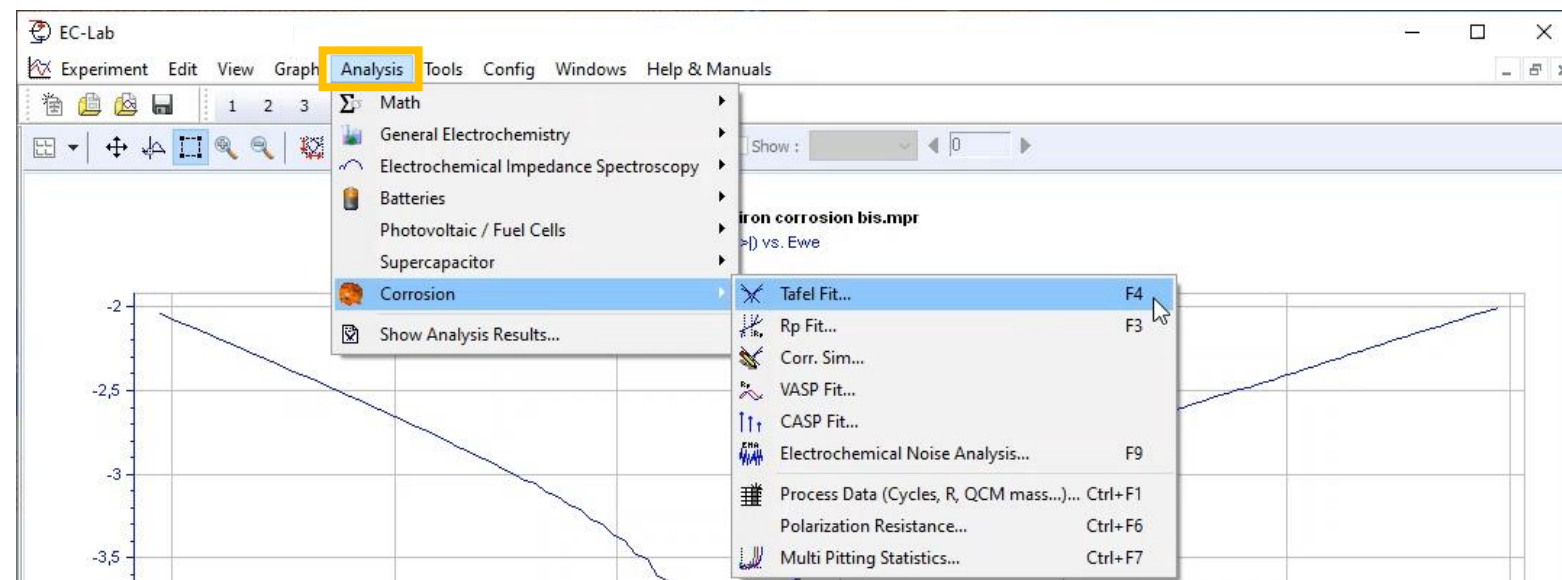 EC-Lab
Experiment Edit View Graph Analysis Tools Config Windows Help & Manuals
1 2 3
Show : 0
Math
General Electrochemistry
Electrochemical Impedance Spectroscopy
Batteries
Photovoltaic / Fuel Cells
Supercapacitor
Corrosion
Show Analysis Results...
iron corrosion bis.mpr
>|) vs. Ewe
Tafel Fit... F4
Rp Fit... F3
Corr. Sim...
VASP Fit...
CASP Fit...
Electrochemical Noise Analysis... F9
Process Data (Cycles, R, QCM mass...)... Ctrl+F1
Polarization Resistance... Ctrl+F6
Multi Pitting Statistics... Ctrl+F7
-2
-2,5
-3
-3,5